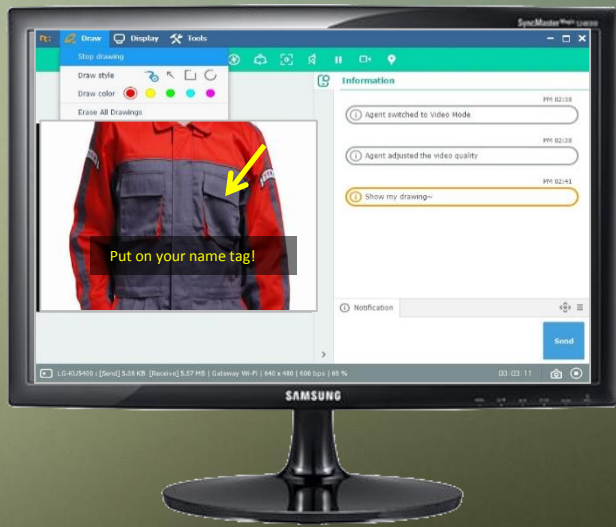 SyncMaster Magic
Draw
Display
Tools
Stop drawing
Draw style
Draw color
Erase All Drawings
Information
PM 02:38
Agent switched to Video Mode
PM 02:38
Agent adjusted the video quality
PM 02:41
Show my drawing~
Put on your name tag!
Notification
Send
LG-KU5400 : [Send] 5.08 KB [Receive] 5.57 MB | Gateway Wi-Fi | 640 x 480 | 600 bps | 69 %
00:03:11
SAMSUNG